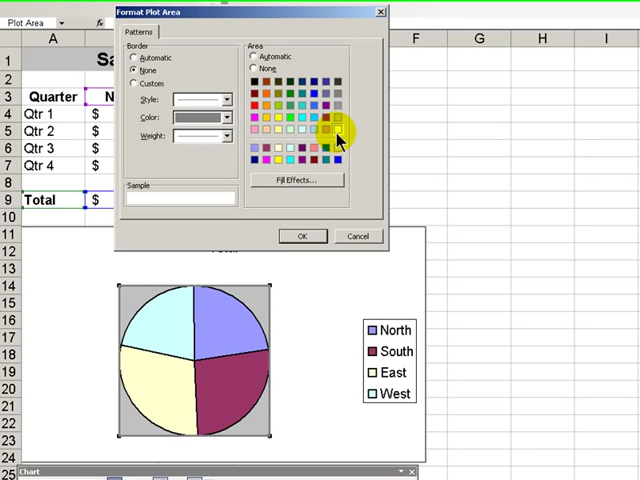 Plot Area
fx
Format Plot Area
Patterns
Border
Automatic
None
Custom
Style:
Color:
Weight:
Sample
Area
Automatic
None
Fill Effects...
OK
Cancel
A F G H I
1 Sa
2
3 Quarter N
4 Qtr 1 $
5 Qtr 2 $
6 Qtr 3 $
7 Qtr 4 $
8
9 Total $
10
11
12
13
14
15
16
17
18
19
20
21
22
23
25
North
South
East
West
Chart